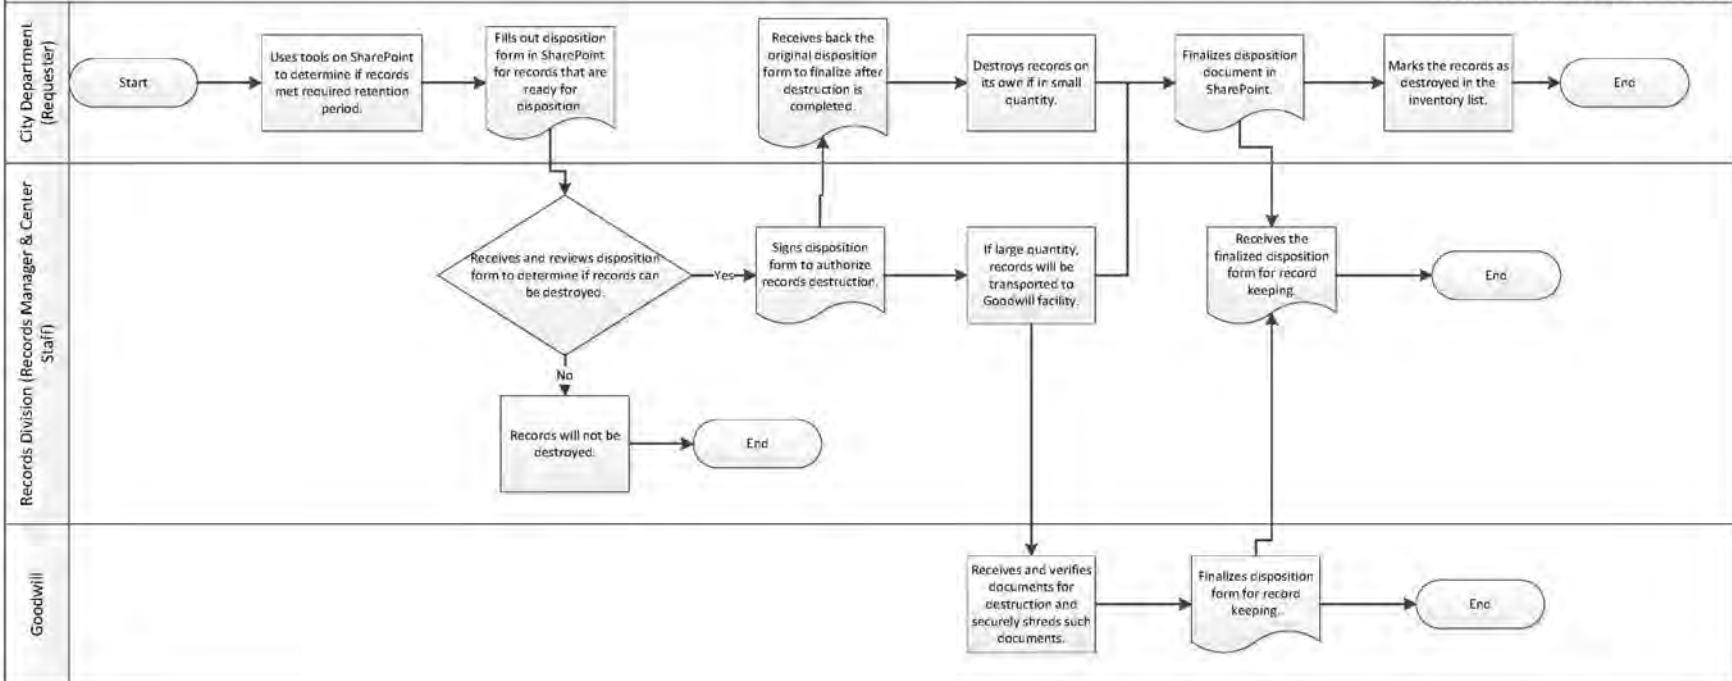 City Department
(Requester)
Start
Uses tools on SharePoint
to determine if records
met required retention
period.
Fills out disposition
form in SharePoint
for records that are
ready for
disposition
Receives back the
original disposition
form to finalize after
destruction is
completed.
Destroys records on
its own if in small
quantity.
Finalizes disposition
document in
SharePoint.
Marks the records as
destroyed in the
inventory list.
End
Records Division (Records Manager & Center
Staff)
Receives and reviews disposition
form to determine if records can
be destroyed.
Yes
Signs disposition
form to authorize
records destruction.
If large quantity,
records will be
transported to
Goodwill facility.
Receives the
finalized disposition
form for record
keeping.
End
No
Records will not be
destroyed.
End
Goodwill
Receives and verifies
documents for
destruction and
securely shreds such
documents.
Finalizes disposition
form for record
keeping.
End